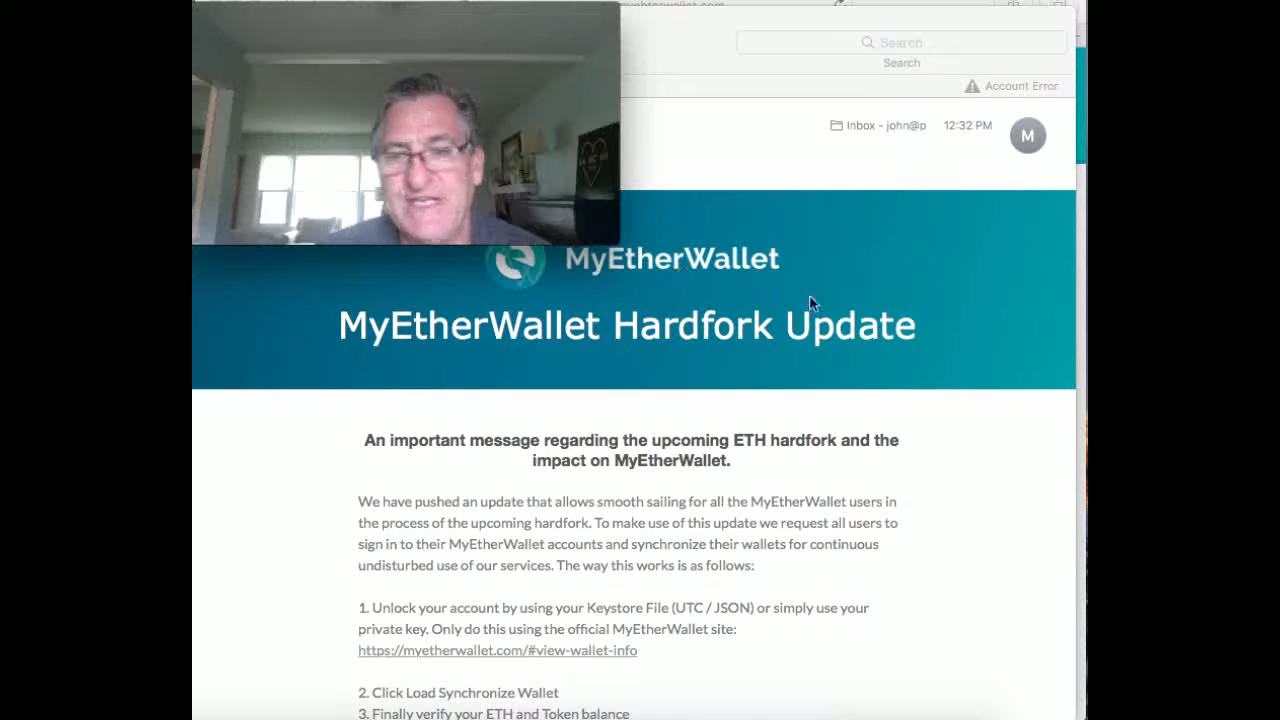 Search
Search
Account Error
Inbox - john@p 12:32 PM
M
MyEtherWallet
MyEtherWallet Hardfork Update
An important message regarding the upcoming ETH hardfork and the
impact on MyEtherWallet.
We have pushed an update that allows smooth sailing for all the MyEtherWallet users in
the process of the upcoming hardfork. To make use of this update we request all users to
sign in to their MyEtherWallet accounts and synchronize their wallets for continuous
undisturbed use of our services. The way this works is as follows:
1. Unlock your account by using your Keystore File (UTC / JSON) or simply use your
private key. Only do this using the official MyEtherWallet site:
https://myetherwallet.com/#view-wallet-info
2. Click Load Synchronize Wallet
3. Finally verify your ETH and Token balance